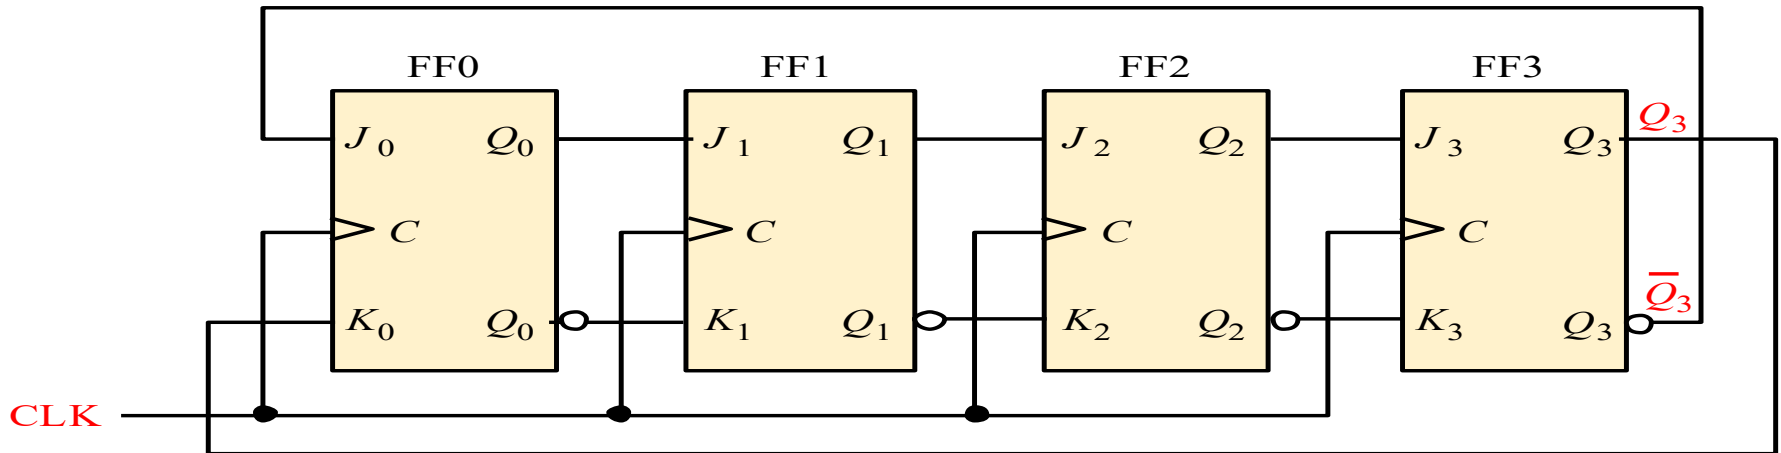 FF0 FF1 FF2 FF3
Q₃
J₀ Q₀ J₁ Q₁ J₂ Q₂ J₃ Q₃
C C C C
Q̅₃
K₀ Q₀ K₁ Q₁ K₂ Q₂ K₃ Q₃
CLK